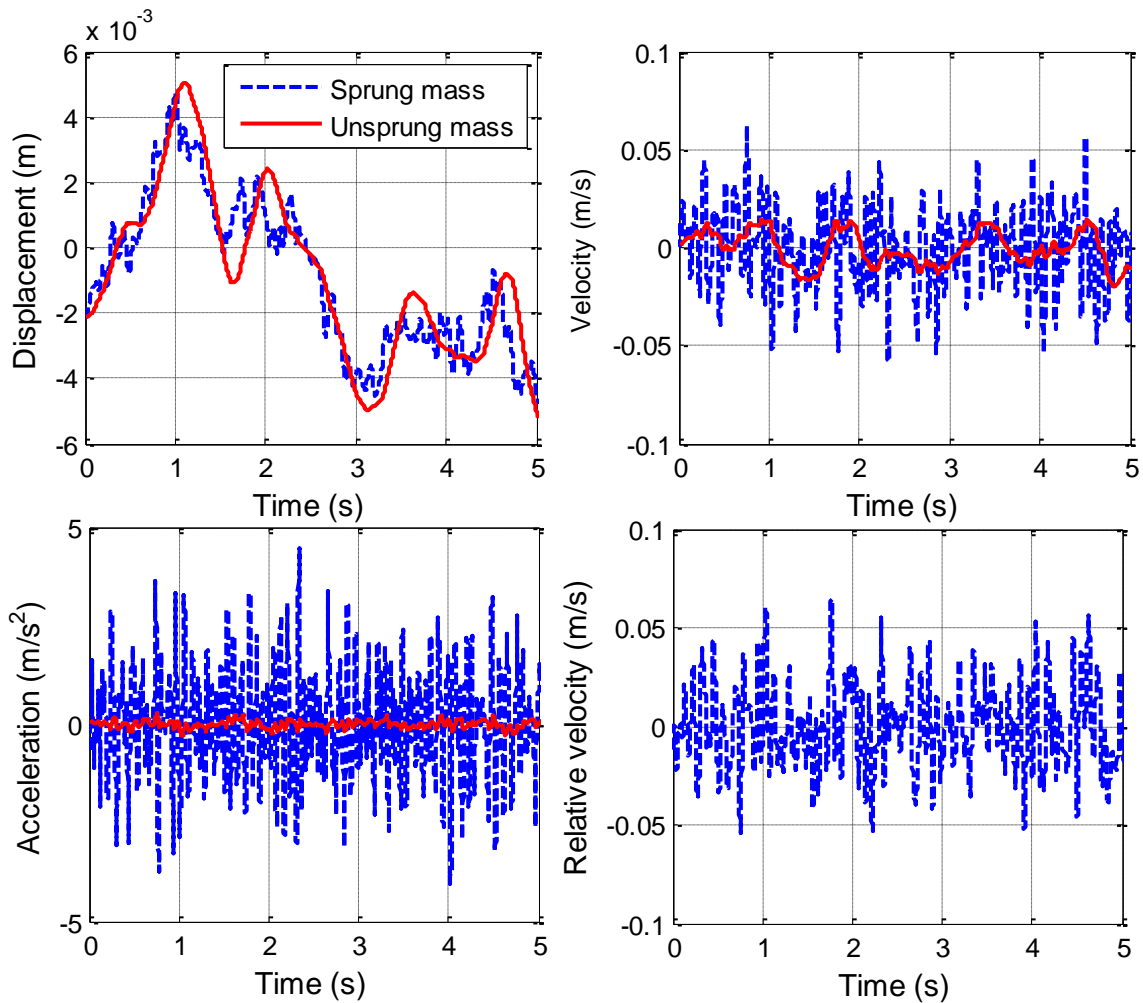 x 10-3
6
4
2
0
-2
-4
-6
Displacement (m)
Sprung mass
Unsprung mass
0 1 2 3 4 5
Time (s)
0.1
0.05
0
-0.05
-0.1
Velocity (m/s)
0 1 2 3 4 5
Time (s)
5
0
-5
Acceleration (m/s2)
0 1 2 3 4 5
Time (s)
0.1
0.05
0
-0.05
-0.1
Relative velocity (m/s)
0 1 2 3 4 5
Time (s)